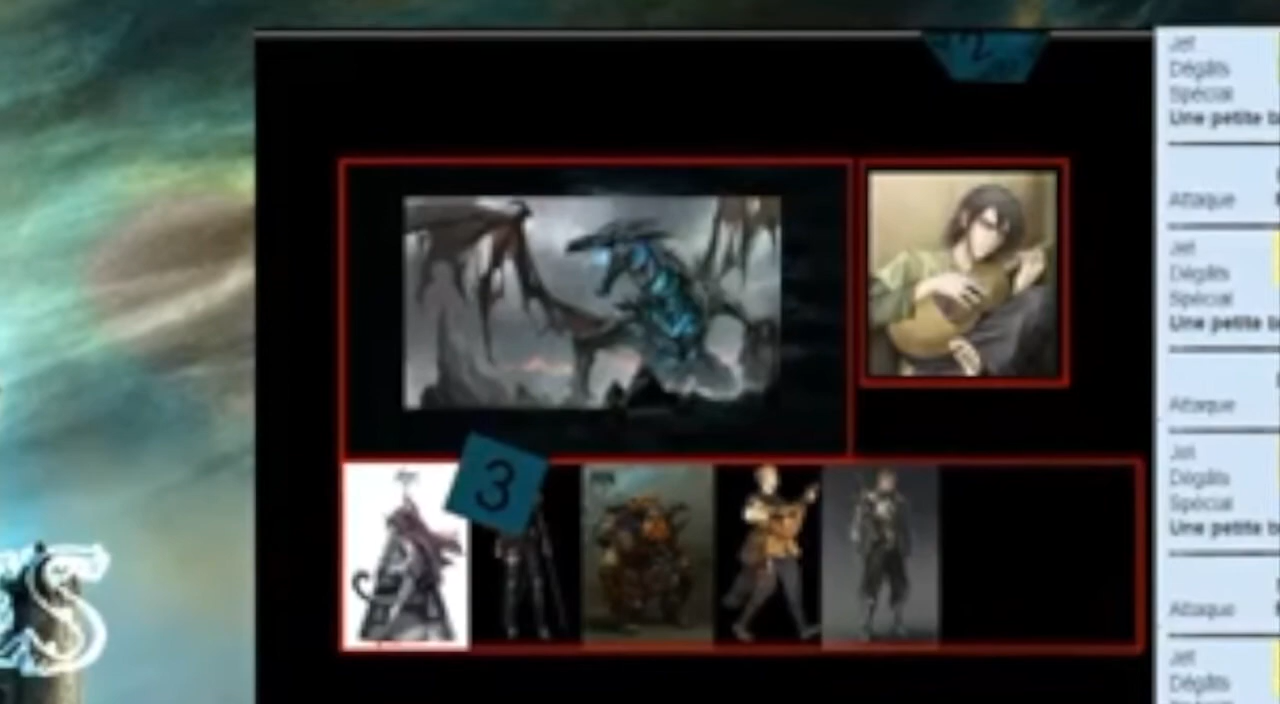 Jet
Dégâts
Spécial
Une petite b
Attaque
Jet
Dégâts
Spécial
Une petite b
Attaque
Jet
Dégâts
Spécial
Une petite b
Attaque
Jet
Dégâts
3